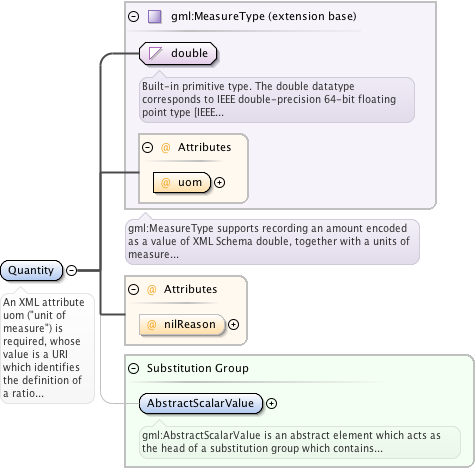 gml:MeasureType (extension base)
double
Built-in primitive type. The double datatype
corresponds to IEEE double-precision 64-bit floating
point type [IEEE...
@ Attributes
@ uom
gml:MeasureType supports recording an amount encoded
as a value of XML Schema double, together with a units of
measure...
Quantity
An XML attribute
uom ("unit of
measure") is
required, whose
value is a URI
which identifies
the definition of
a ratio...
@ Attributes
@ nilReason
Substitution Group
AbstractScalarValue
gml:AbstractScalarValue is an abstract element which acts as
the head of a substitution group which contains...